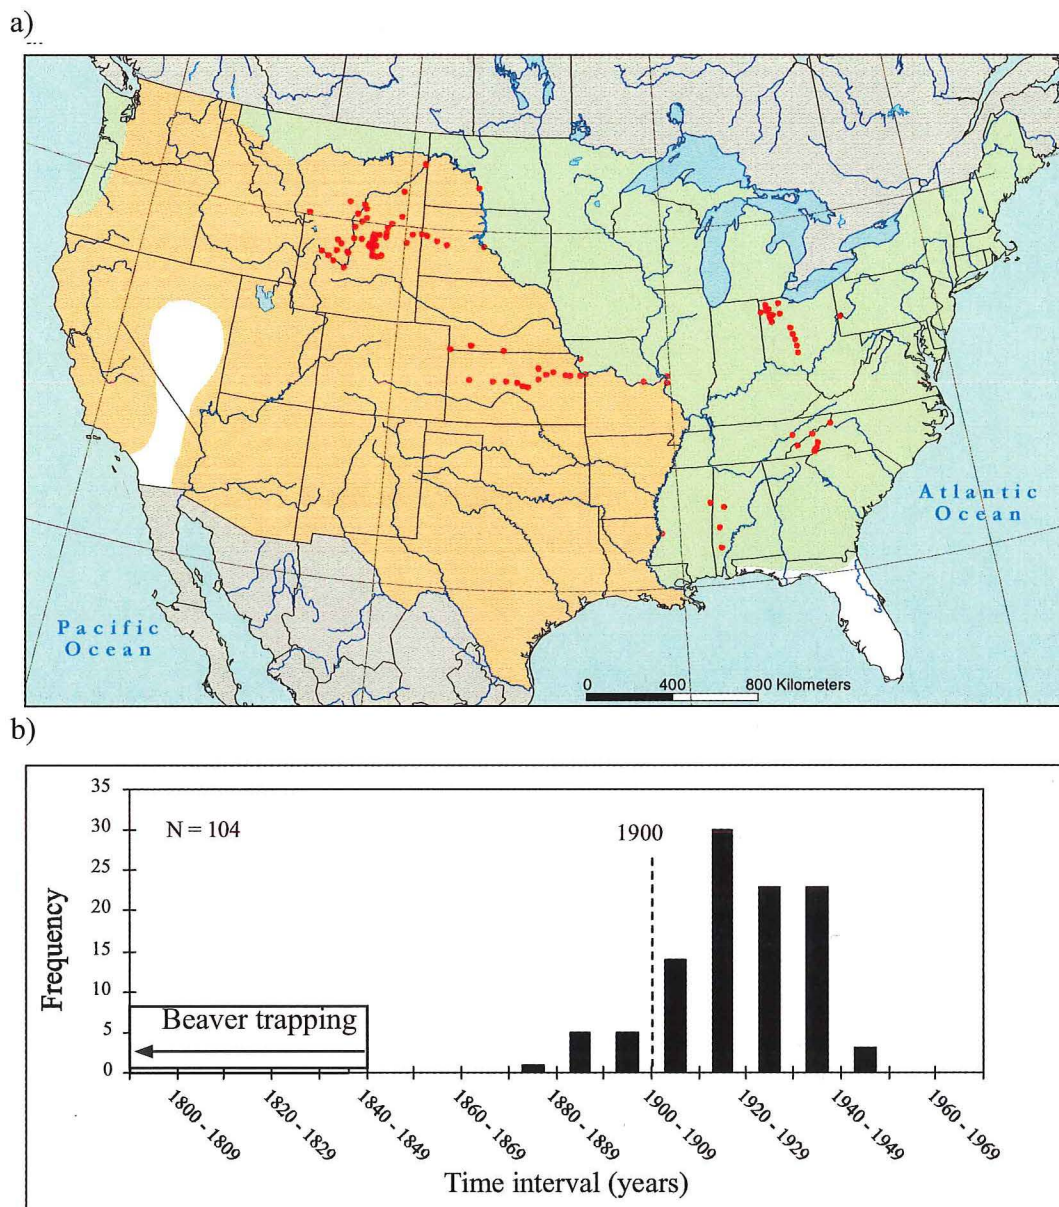 a)
Pacific
Ocean
Atlantic
Ocean
0 400 800 Kilometers
b)
35
30
25
20
15
10
5
0
Frequency
N = 104
1900
Beaver trapping
1800 - 1809
1820 - 1829
1840 - 1849
1860 - 1869
1880 - 1889
1900 - 1909
1920 - 1929
1940 - 1949
1960 - 1969
Time interval (years)